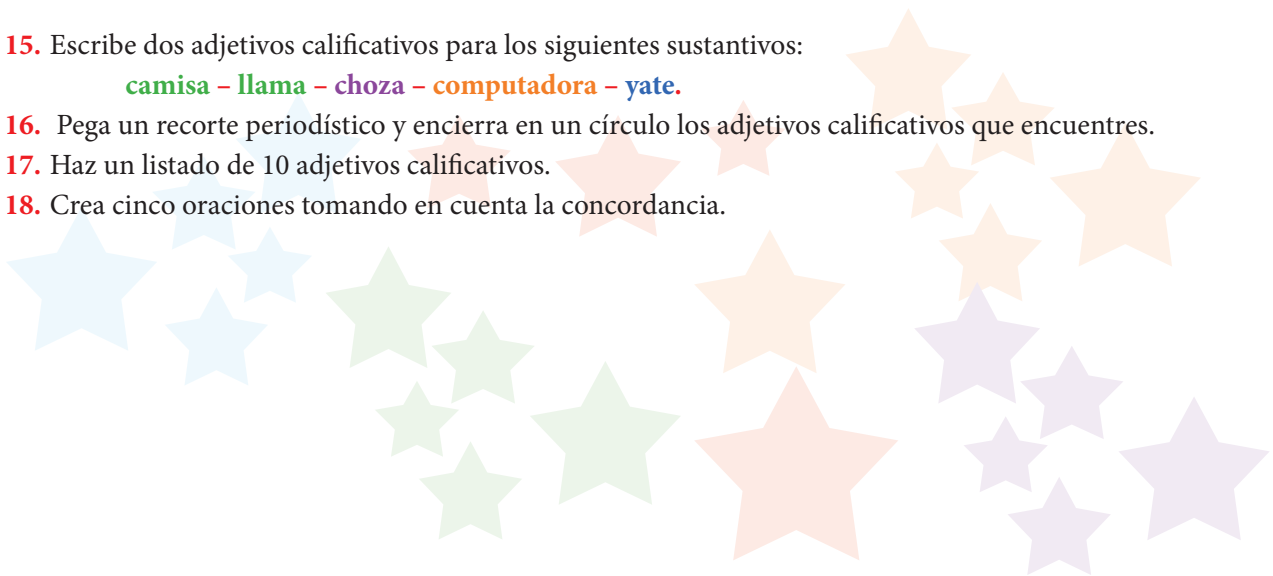 15. Escribe dos adjetivos calificativos para los siguientes sustantivos:
camisa – llama – choza – computadora – yate.
16. Pega un recorte periodístico y encierra en un círculo los adjetivos calificativos que encuentres.
17. Haz un listado de 10 adjetivos calificativos.
18. Crea cinco oraciones tomando en cuenta la concordancia.